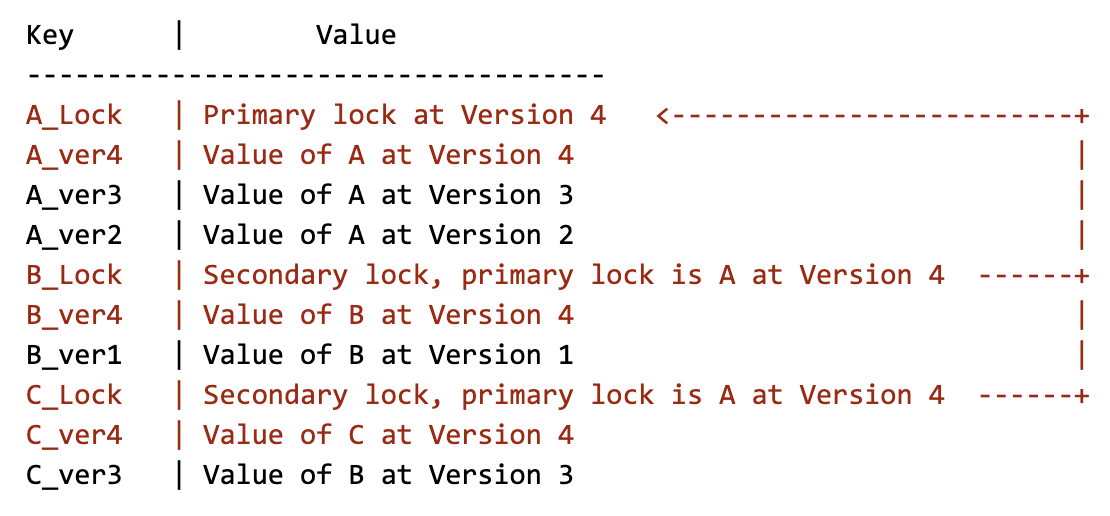 Key      |        Value
------------------------------------
A_Lock   | Primary lock at Version 4   <-------------------------+
A_ver4   | Value of A at Version 4                               |
A_ver3   | Value of A at Version 3                               |
A_ver2   | Value of A at Version 2                               |
B_Lock   | Secondary lock, primary lock is A at Version 4  ------+
B_ver4   | Value of B at Version 4                               |
B_ver1   | Value of B at Version 1                               |
C_Lock   | Secondary lock, primary lock is A at Version 4  ------+
C_ver4   | Value of C at Version 4
C_ver3   | Value of B at Version 3